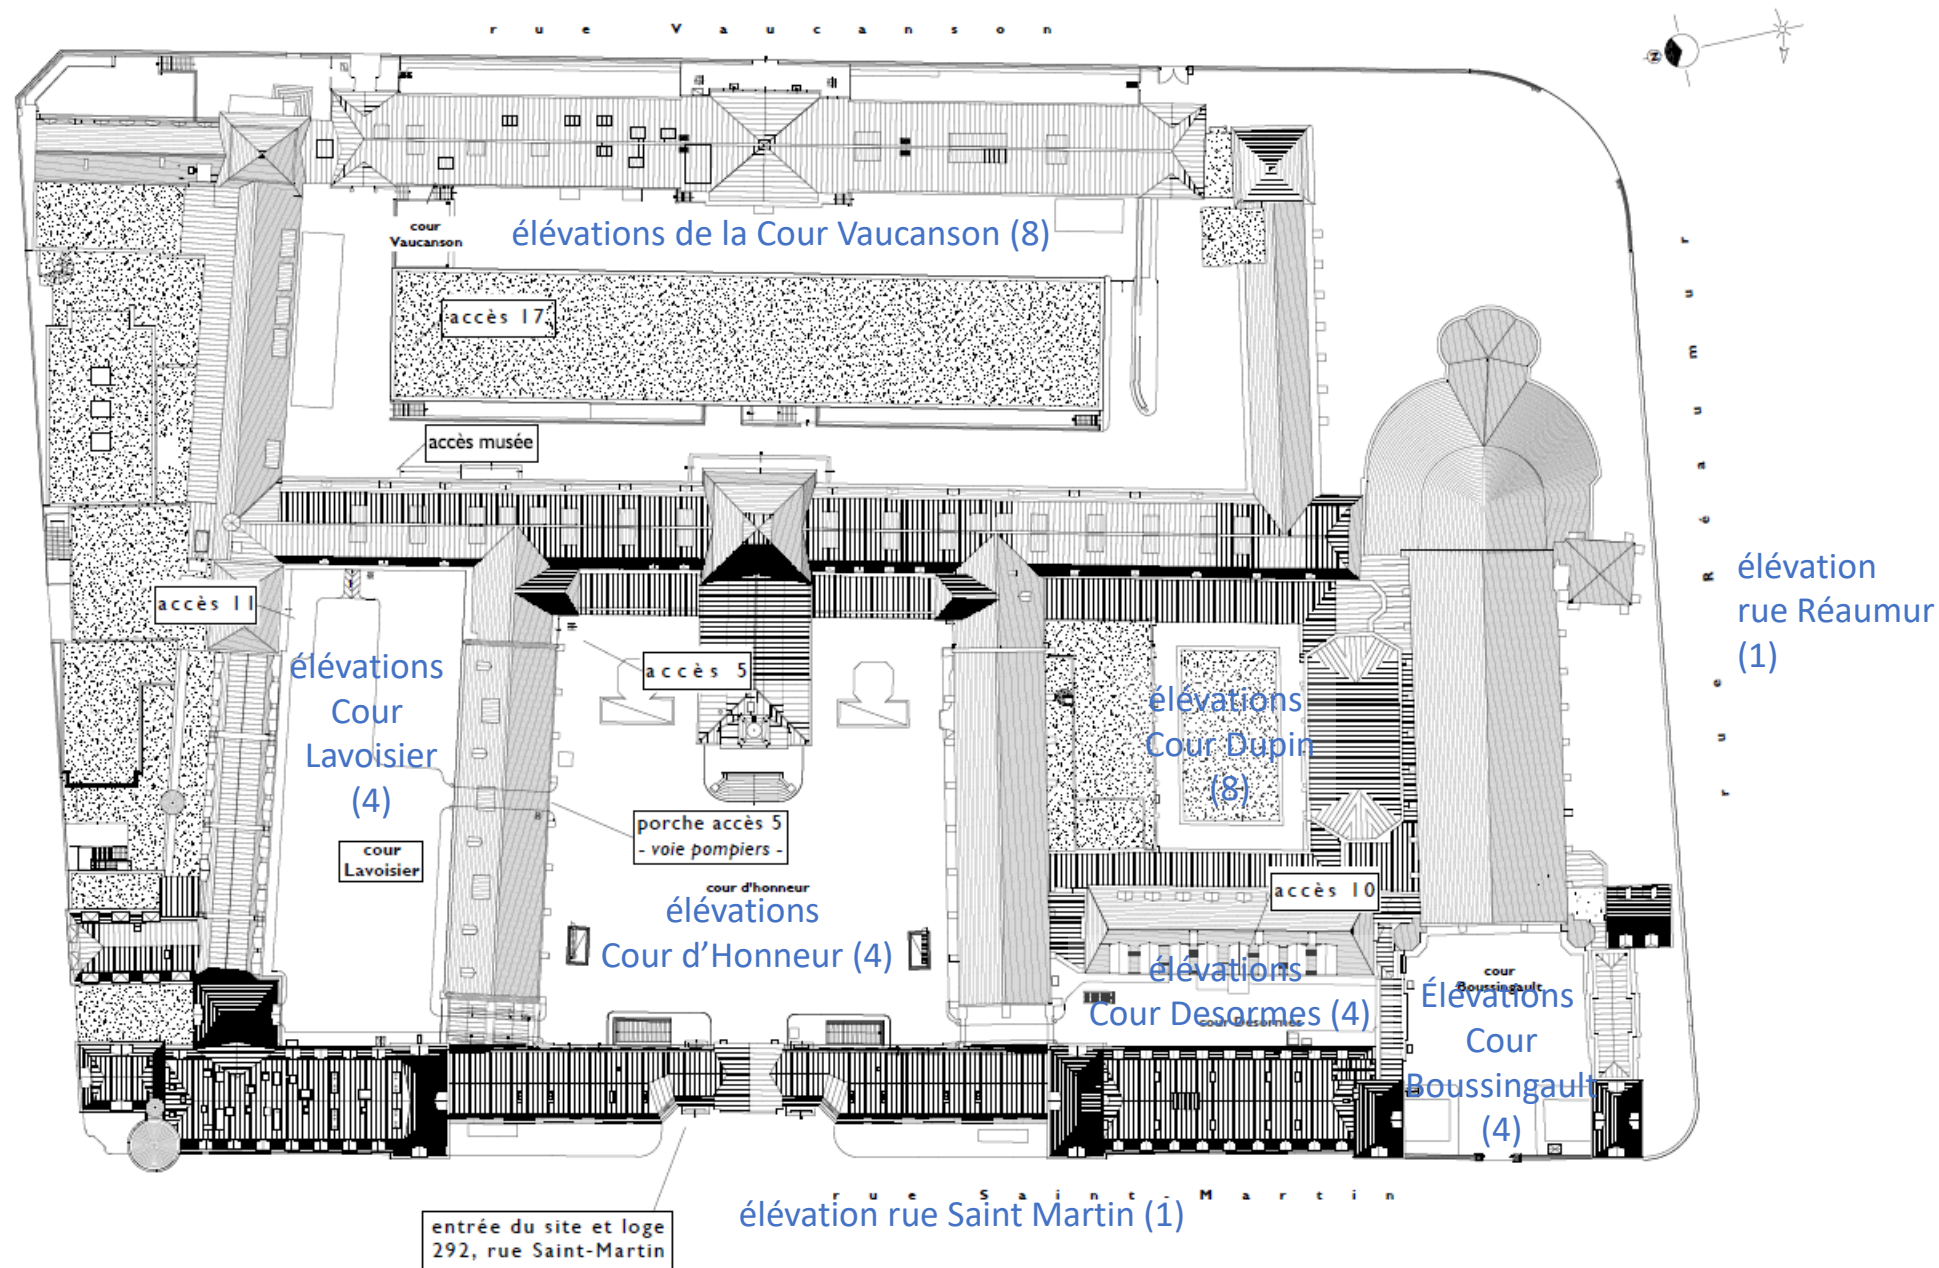 rue Vaucanson
N
cour
Vaucanson
élévations de la Cour Vaucanson (8)
accès 17
accès musée
rue Réaumur
élévation
rue Réaumur
(1)
accès 11
élévations
Cour
Lavoisier
(4)
cour
Lavoisier
accès 5
porche accès 5
- voie pompiers -
cour d'honneur
élévations
Cour d'Honneur (4)
élévations
Cour Dupin
(8)
accès 10
élévations
Cour Desormes (4)
cour Desormes
cour
Boussingault
Élévations
Cour
Boussingault
(4)
rue Saint-Martin
élévation rue Saint Martin (1)
entrée du site et loge
292, rue Saint-Martin